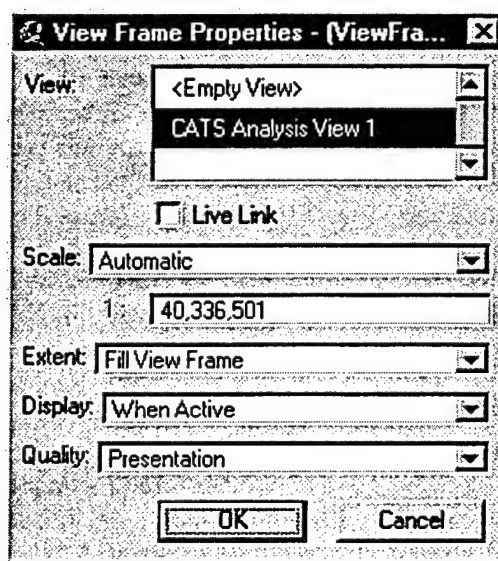 View Frame Properties - (ViewFra...
View:
<Empty View>
CATS Analysis View 1
Live Link
Scale: Automatic
1: 40,336,501
Extent: Fill View Frame
Display: When Active
Quality: Presentation
OK Cancel